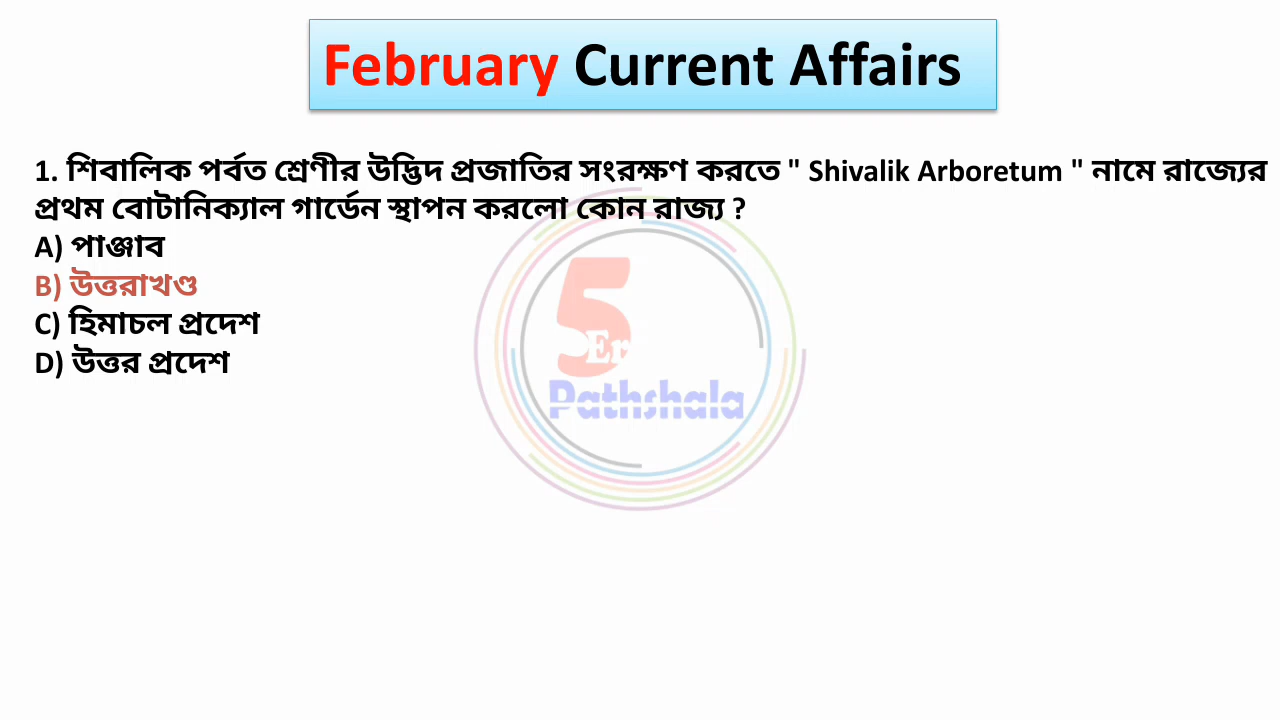 February Current Affairs
1. শিবালিক পর্বত শ্রেণীর উদ্ভিদ প্রজাতির সংরক্ষণ করতে " Shivalik Arboretum " নামে রাজ্যের
প্রথম বোটানিক্যাল গার্ডেন স্থাপন করলো কোন রাজ্য ?
A) পাঞ্জাব
B) উত্তরাখণ্ড
C) হিমাচল প্রদেশ
D) উত্তর প্রদেশ
5
Pathshala